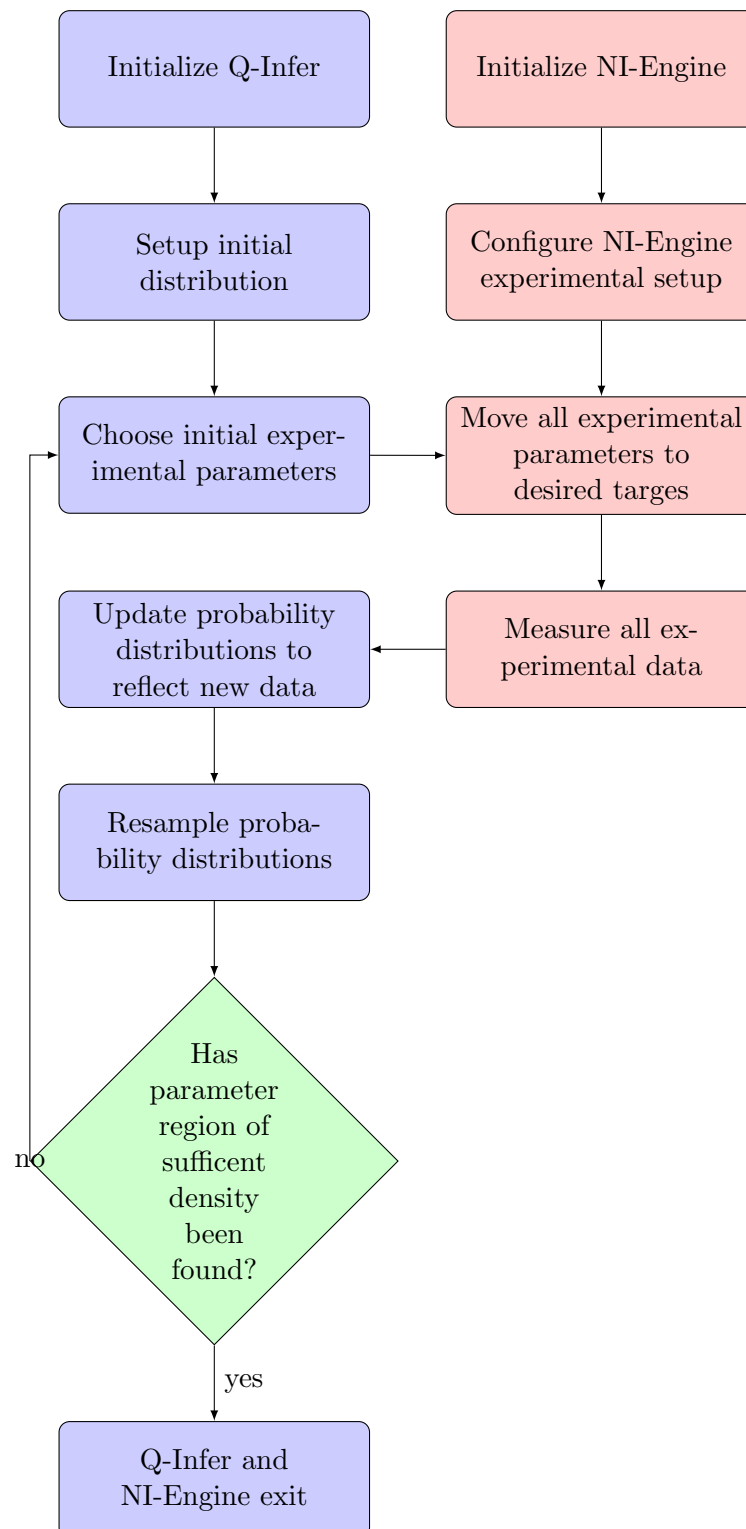 Initialize Q-Infer
Initialize NI-Engine
Setup initial
distribution
Configure NI-Engine
experimental setup
Choose initial exper-
imental parameters
Move all experimental
parameters to
desired targes
Update probability
distributions to
reflect new data
Measure all ex-
perimental data
Resample proba-
bility distributions
Has
parameter
region of
sufficent
density
been
found?
no
yes
Q-Infer and
NI-Engine exit